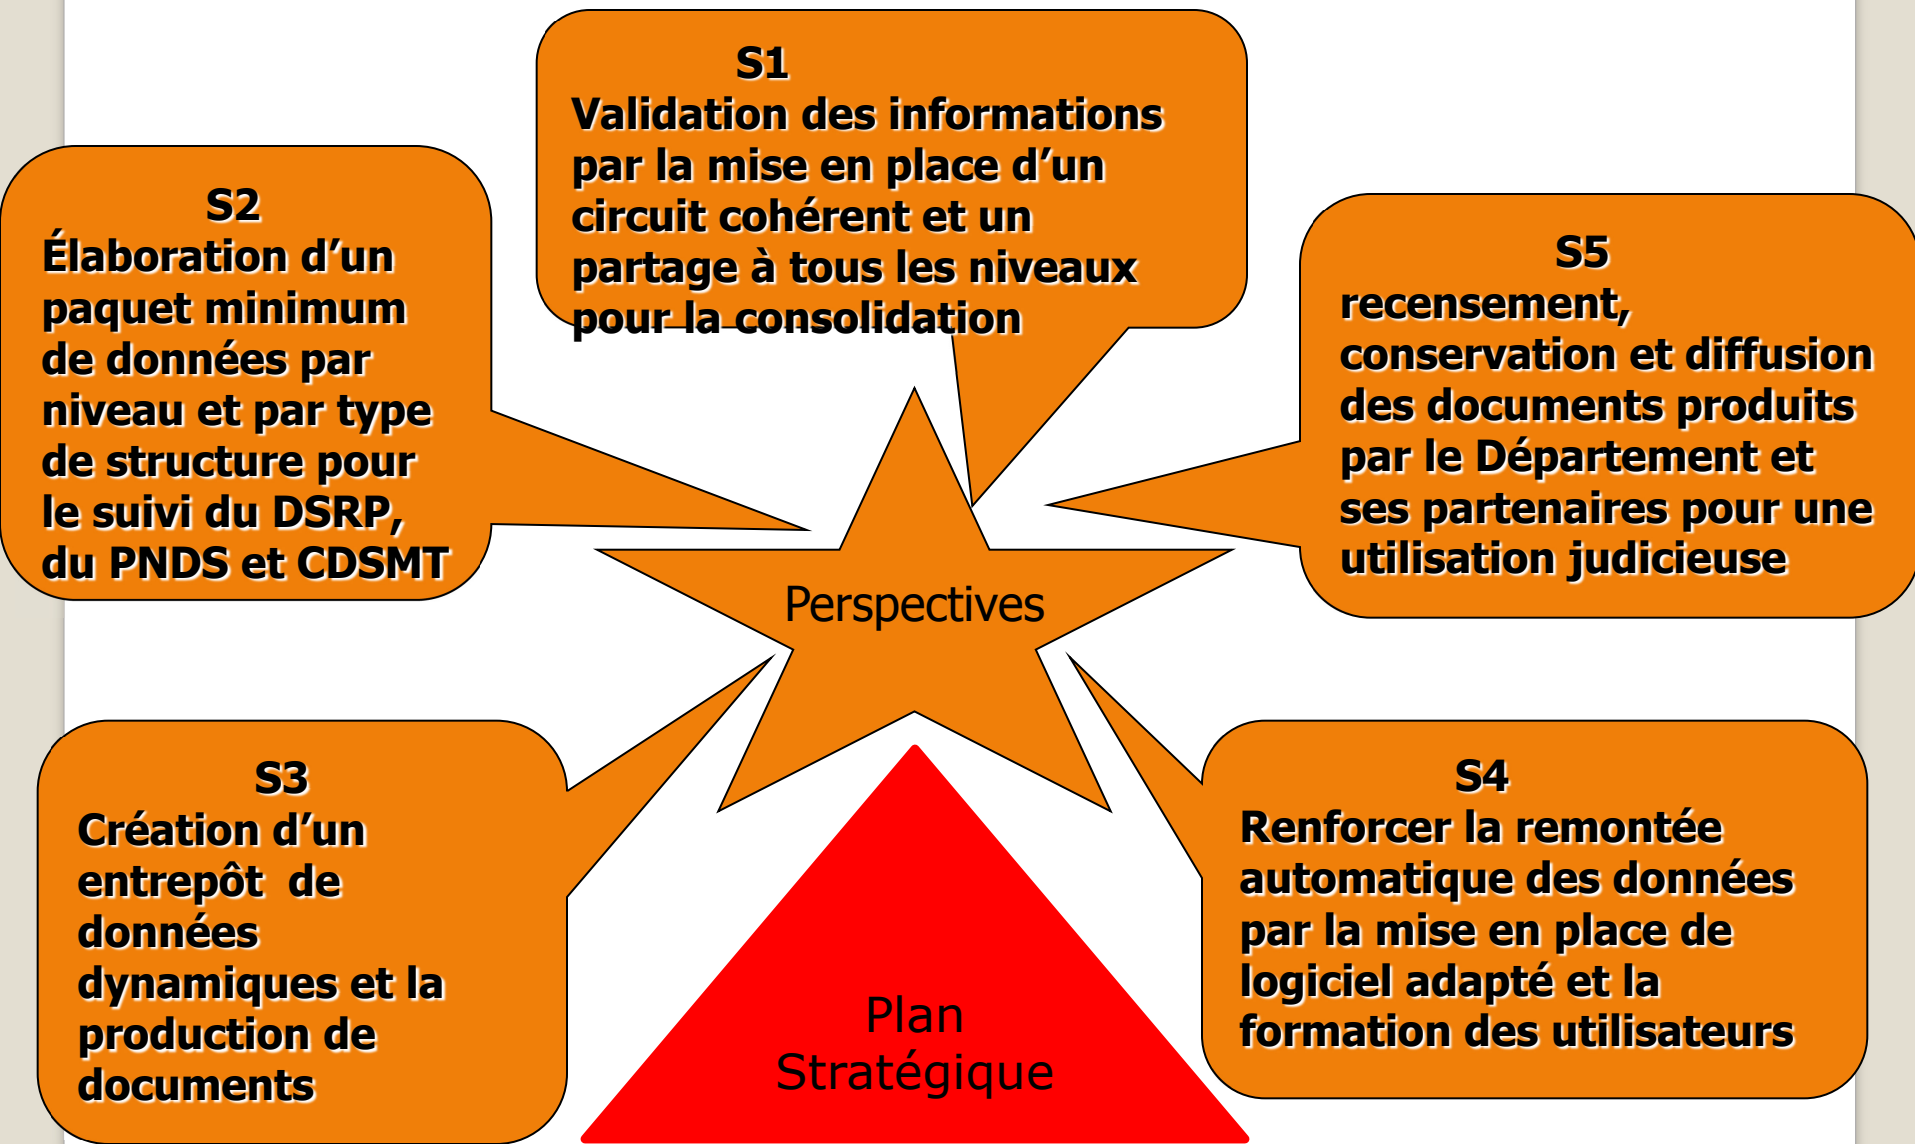 S1
Validation des informations
par la mise en place d’un
circuit cohérent et un
partage à tous les niveaux
pour la consolidation
S2
Élaboration d’un
paquet minimum
de données par
niveau et par type
de structure pour
le suivi du DSRP,
du PNDS et CDSMT
S5
recensement,
conservation et diffusion
des documents produits
par le Département et
ses partenaires pour une
utilisation judicieuse
Perspectives
S3
Création d’un
entrepôt de
données
dynamiques et la
production de
documents
S4
Renforcer la remontée
automatique des données
par la mise en place de
logiciel adapté et la
formation des utilisateurs
Plan
Stratégique